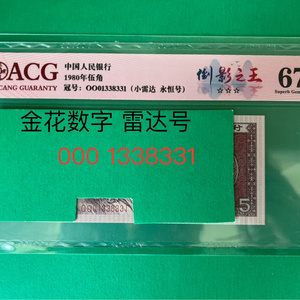 ACG
CANG GUARANTY
中国人民银行
1980年伍角
冠号：OO01338331（小雷达 永恒号）
倒影之王
☆☆☆
67
Superb Gem
金花数字 雷达号
000 1338331
5